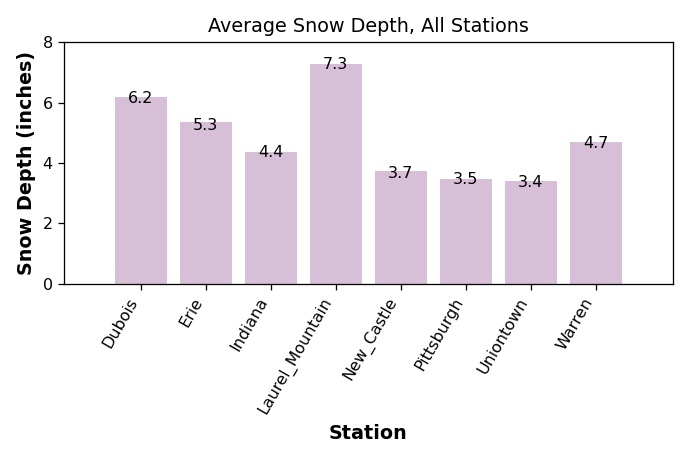 Average Snow Depth, All Stations
Snow Depth (inches)
8
6
4
2
0
6.2
5.3
4.4
7.3
3.7
3.5
3.4
4.7
Dubois
Erie
Indiana
Laurel_Mountain
New_Castle
Pittsburgh
Uniontown
Warren
Station